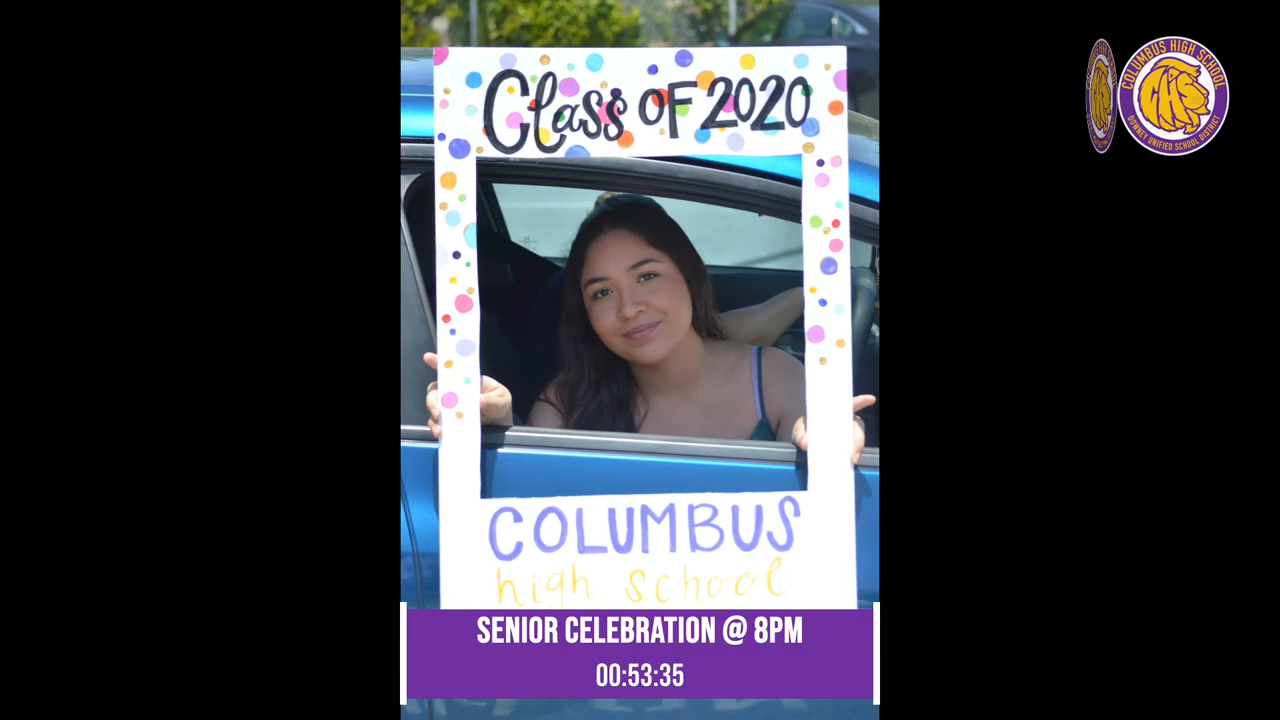 Class OF 2020
COLUMBUS HIGH SCHOOL
CHS
DOWNEY UNIFIED SCHOOL DISTRICT
COLUMBUS
high school
SENIOR CELEBRATION @ 8PM
00:53:35